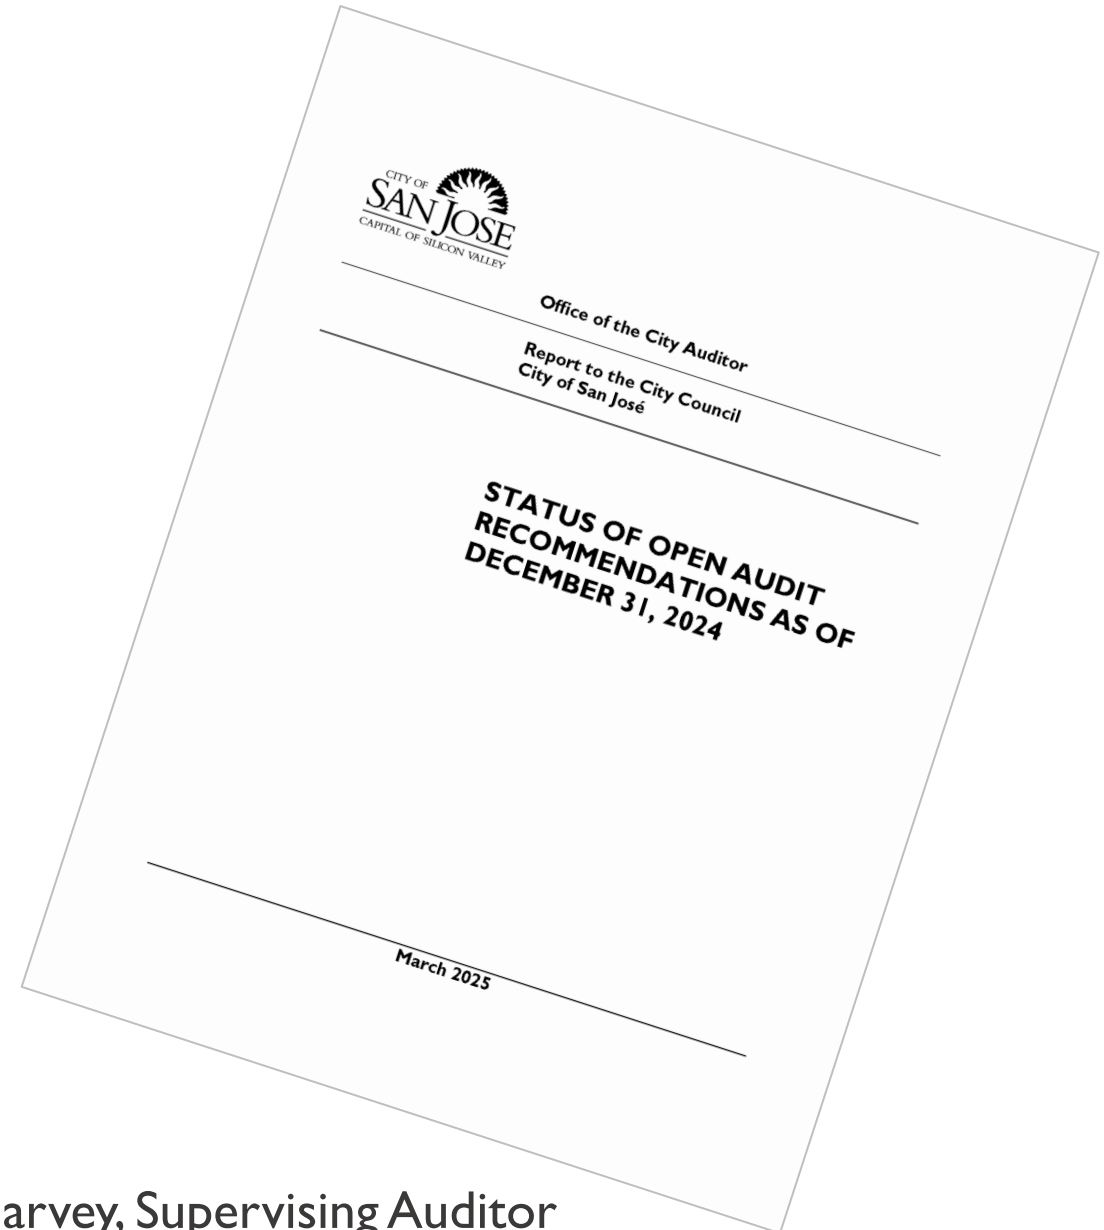 CITY OF
SAN JOSE
CAPITAL OF SILICON VALLEY
Office of the City Auditor
Report to the City Council
City of San José
STATUS OF OPEN AUDIT
RECOMMENDATIONS AS OF
DECEMBER 31, 2024
March 2025
arvey, Supervising Auditor